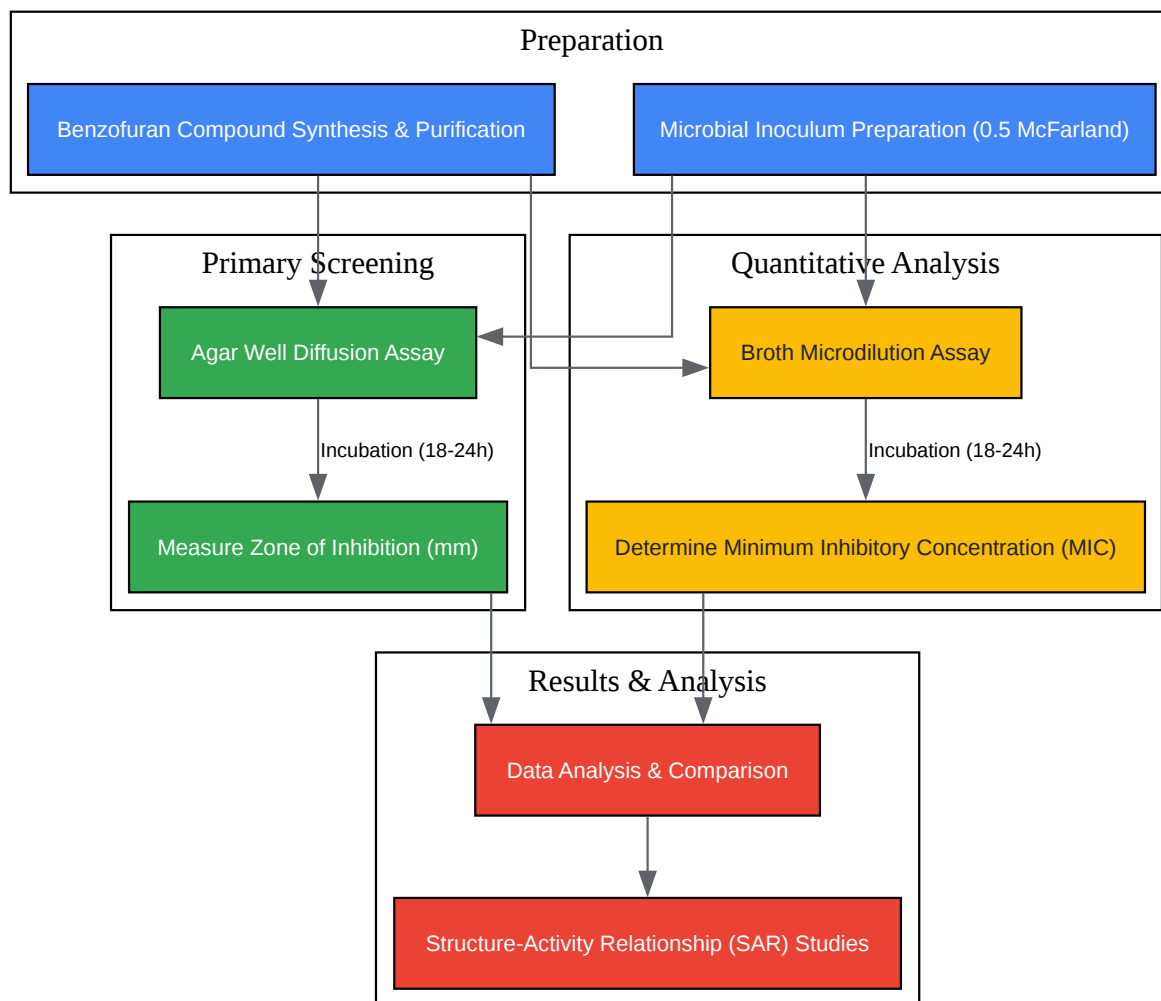 Preparation
Benzofuran Compound Synthesis & Purification
Microbial Inoculum Preparation (0.5 McFarland)
Primary Screening
Quantitative Analysis
Agar Well Diffusion Assay
Broth Microdilution Assay
Incubation (18-24h)
Incubation (18-24h)
Measure Zone of Inhibition (mm)
Determine Minimum Inhibitory Concentration (MIC)
Results & Analysis
Data Analysis & Comparison
Structure-Activity Relationship (SAR) Studies